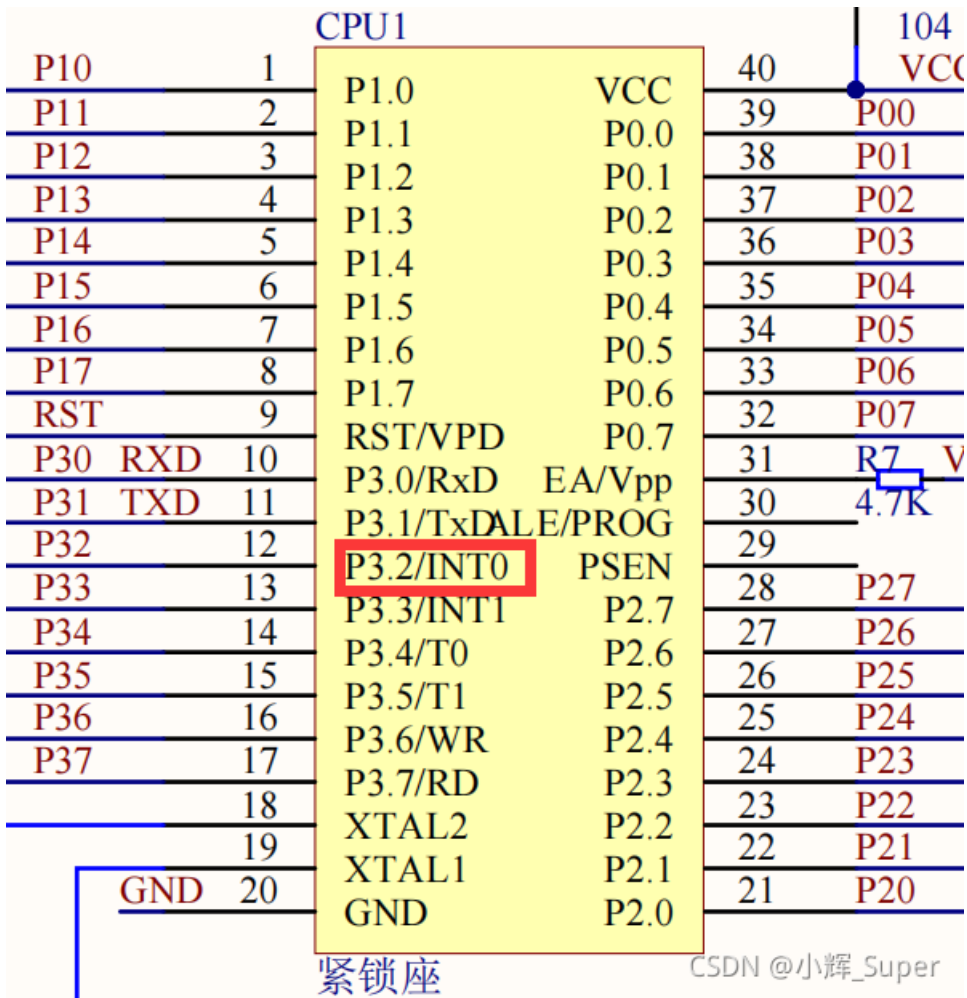 CPU1
104
P10 1 P1.0 VCC 40 VCC
P11 2 P1.1 P0.0 39 P00
P12 3 P1.2 P0.1 38 P01
P13 4 P1.3 P0.2 37 P02
P14 5 P1.4 P0.3 36 P03
P15 6 P1.5 P0.4 35 P04
P16 7 P1.6 P0.5 34 P05
P17 8 P1.7 P0.6 33 P06
RST 9 RST/VPD P0.7 32 P07
P30 RXD 10 P3.0/RxD EA/Vpp 31 R7 V
4.7K
P31 TXD 11 P3.1/TxD ALE/PROG 30
P32 12 P3.2/INT0 PSEN 29
P33 13 P3.3/INT1 P2.7 28 P27
P34 14 P3.4/T0 P2.6 27 P26
P35 15 P3.5/T1 P2.5 26 P25
P36 16 P3.6/WR P2.4 25 P24
P37 17 P3.7/RD P2.3 24 P23
18 XTAL2 P2.2 23 P22
19 XTAL1 P2.1 22 P21
GND 20 GND P2.0 21 P20
紧锁座
CSDN @小辉_Super